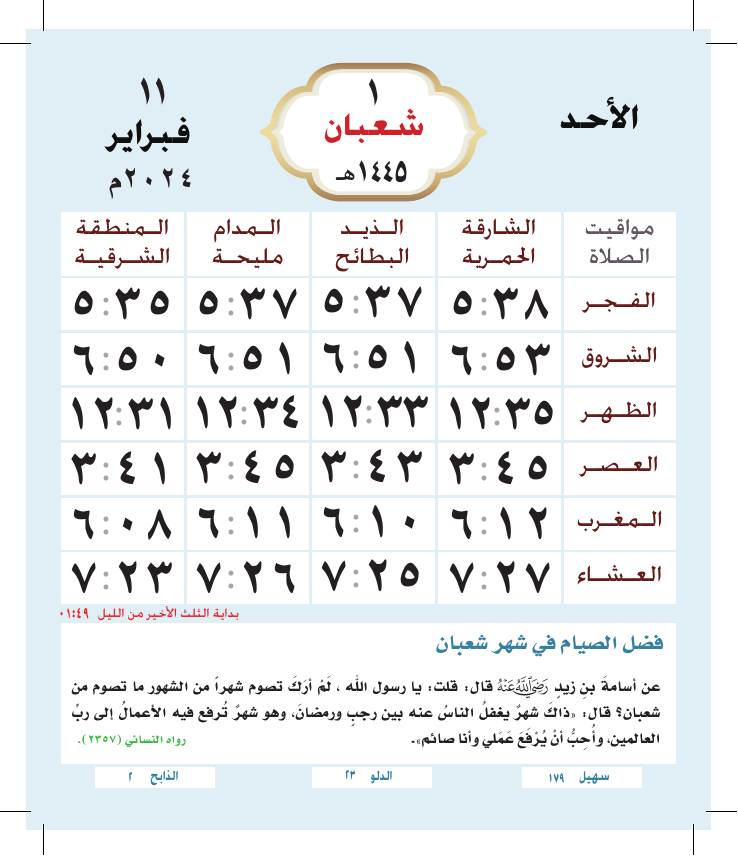 الأحد
١
شعبان
١٤٤٥هـ
١١
فبراير
٢٠٢٤م
مواقيت الصلاة | الشارقة الحمرية | الذيد البطائح | المدام مليحة | المنطقة الشرقية
الفجر ٥:٣٨ ٥:٣٧ ٥:٣٧ ٥:٣٥
الشروق ٦:٥٣ ٦:٥١ ٦:٥١ ٦:٥٠
الظهر ١٢:٣٥ ١٢:٣٣ ١٢:٣٤ ١٢:٣١
العصر ٣:٤٥ ٣:٤٣ ٣:٤٥ ٣:٤١
المغرب ٦:١٢ ٦:١٠ ٦:١١ ٦:٠٨
العشاء ٧:٢٧ ٧:٢٥ ٧:٢٦ ٧:٢٣
بداية الثلث الأخير من الليل ٠١:٤٩
فضل الصيام في شهر شعبان
عن أسامةَ بنِ زيدٍ رَضِيَ اللَّهُ عَنْهُ قال: قلت: يا رسول الله ، لَمْ أرَكَ تصوم شهراً من الشهور ما تصوم من
شعبان؟ قال: «ذاكَ شهرٌ يغفلُ الناسُ عنه بين رجبٍ ورمضانَ، وهو شهرٌ تُرفع فيه الأعمالُ إلى ربِّ
العالمين، وأُحِبُّ أنْ يُرْفَعَ عَمَلي وأنا صائم». رواه النسائي (٢٣٥٧).
سهيل ١٧٩
الدلو ٢٣
الذابح ٢